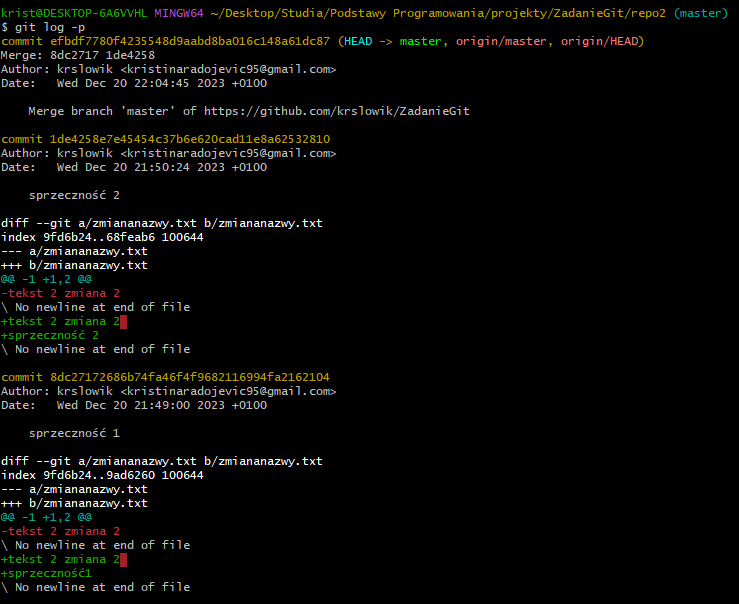 krist@DESKTOP-6A6VVHL MINGW64 ~/Desktop/Studia/Podstawy Programowania/projekty/ZadanieGit/repo2 (master)
$ git log -p
commit efbdf7780f4235548d9aabd8ba016c148a61dc87 (HEAD -> master, origin/master, origin/HEAD)
Merge: 8dc2717 1de4258
Author: krslowik <kristinaradojevic95@gmail.com>
Date:   Wed Dec 20 22:04:45 2023 +0100
    Merge branch 'master' of https://github.com/krslowik/ZadanieGit
commit 1de4258e7e45454c37b6e620cad11e8a62532810
Author: krslowik <kristinaradojevic95@gmail.com>
Date:   Wed Dec 20 21:50:24 2023 +0100
    sprzeczność 2
diff --git a/zmiananazwy.txt b/zmiananazwy.txt
index 9fd6b24..68feab6 100644
--- a/zmiananazwy.txt
+++ b/zmiananazwy.txt
@@ -1 +1,2 @@
-tekst 2 zmiana 2
\ No newline at end of file
+tekst 2 zmiana 2
+sprzeczność 2
\ No newline at end of file
commit 8dc27172686b74fa46f4f9682116994fa2162104
Author: krslowik <kristinaradojevic95@gmail.com>
Date:   Wed Dec 20 21:49:00 2023 +0100
    sprzeczność 1
diff --git a/zmiananazwy.txt b/zmiananazwy.txt
index 9fd6b24..9ad6260 100644
--- a/zmiananazwy.txt
+++ b/zmiananazwy.txt
@@ -1 +1,2 @@
-tekst 2 zmiana 2
\ No newline at end of file
+tekst 2 zmiana 2
+sprzeczność1
\ No newline at end of file